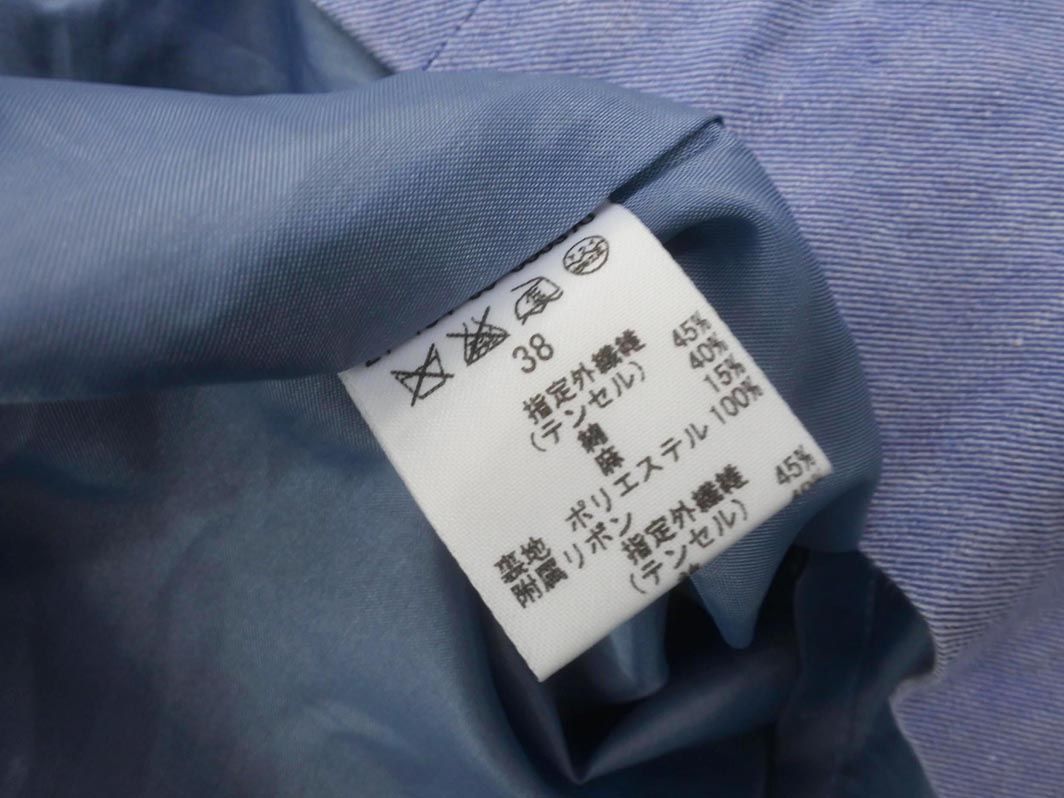 38
指定外繊維 45%
(テンセル)
綿 40%
麻 15%
裏地 ポリエステル 100%
附属リボン
指定外繊維 45%
(テンセル)